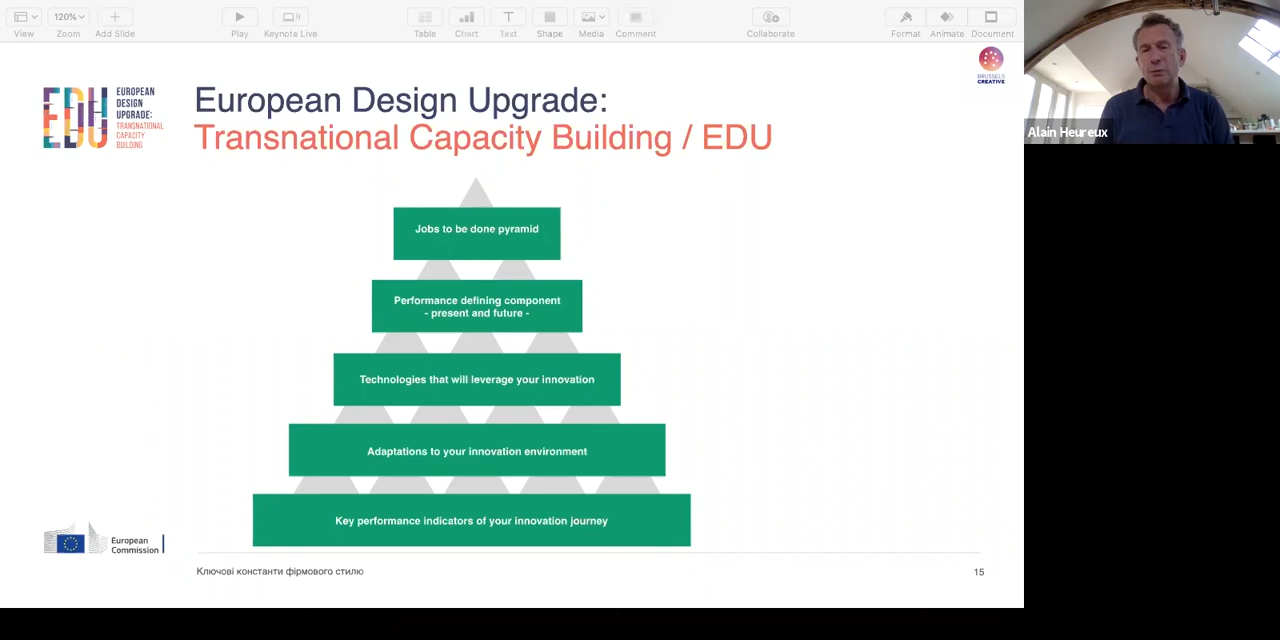 120%
View
Zoom
Add Slide
Play
Keynote Live
Table
Chart
Text
Shape
Media
Comment
Collaborate
Format
Animate
Document
T
BRUSSELS
CREATIVE
EDU
EUROPEAN
DESIGN
UPGRADE:
TRANSNATIONAL
CAPACITY
BUILDING
European Design Upgrade:
Transnational Capacity Building / EDU
Alain Heureux
Jobs to be done pyramid
Performance defining component
- present and future -
Technologies that will leverage your innovation
Adaptations to your innovation environment
Key performance indicators of your innovation journey
European
Commission
Ключові константи фірмового стилю
15